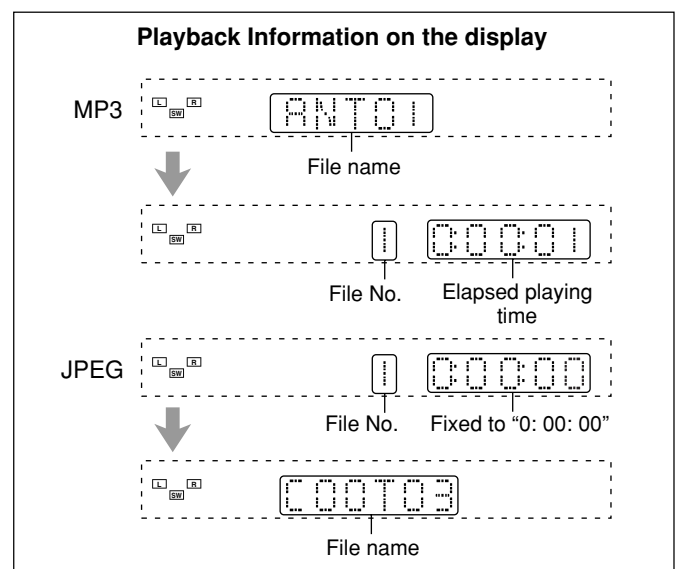 Playback Information on the display
MP3 L R SW ANT01
File name
L R SW 1 0:00:01
File No. Elapsed playing time
JPEG L R SW 1 0:00:00
File No. Fixed to “0: 00: 00”
L R SW COOT03
File name